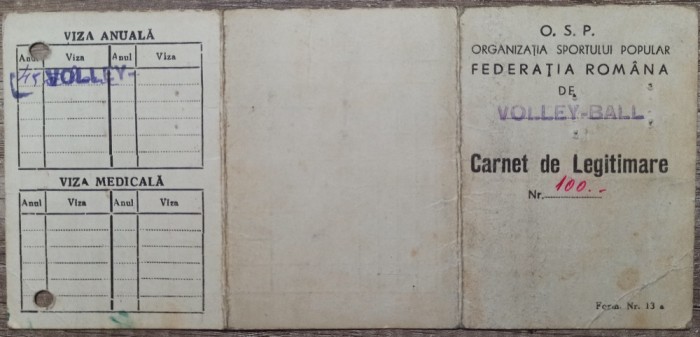 VIZA ANUALĂ
Anul Viza Anul Viza
VOLLEY-
VIZA MEDICALĂ
Anul Viza Anul Viza
O. S. P.
ORGANIZAȚIA SPORTULUI POPULAR
FEDERAȚIA ROMÂNA
DE
VOLLEY-BALL
Carnet de Legitimare
Nr. 100.-
Form. Nr. 13 a